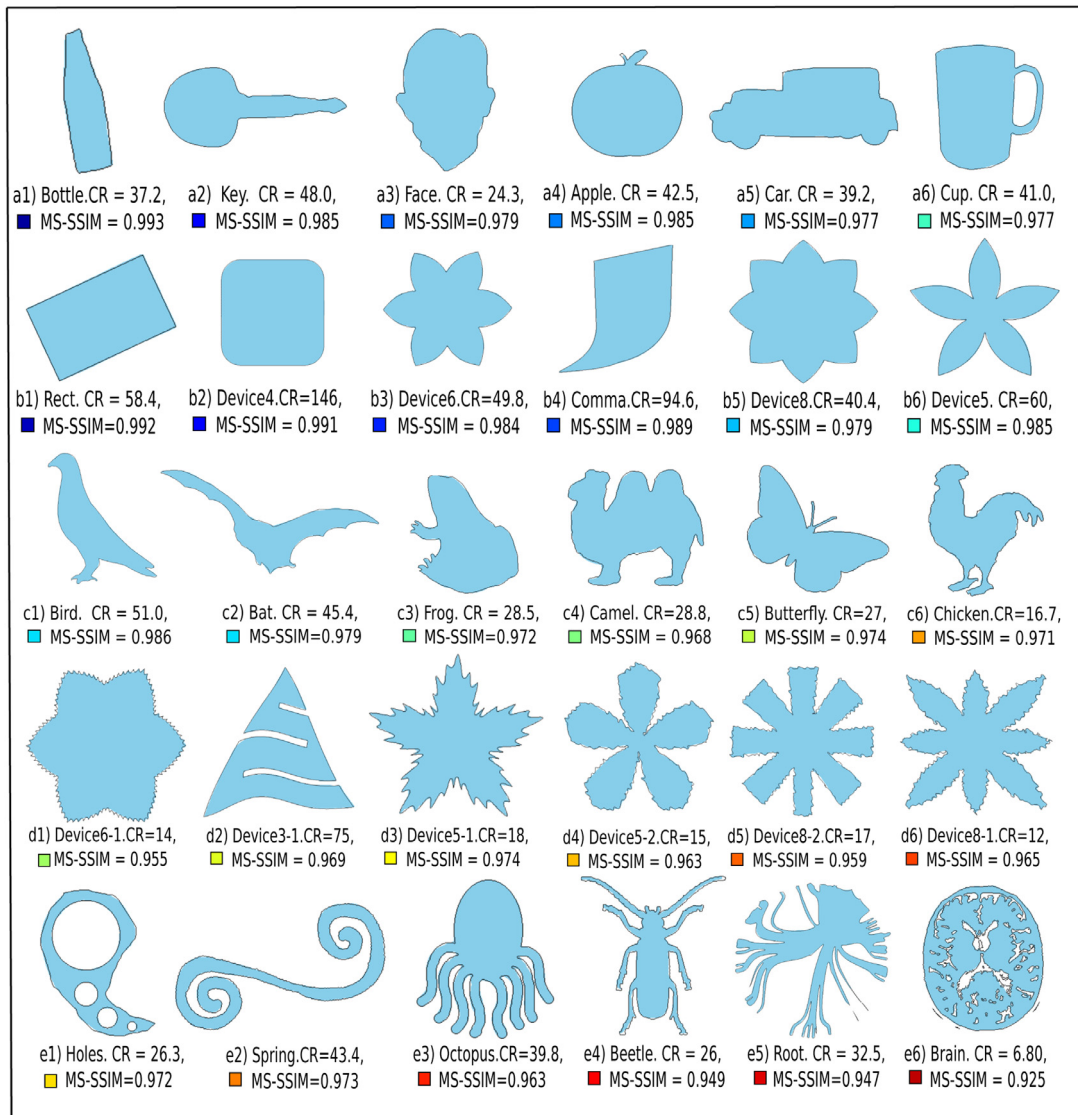 a1) Bottle.CR = 37.2, a2) Key. CR = 48.0, a3) Face. CR = 24.3, a4) Apple. CR = 42.5, a5) Car. CR = 39.2, a6) Cup. CR = 41.0,
MS-SSIM = 0.993 MS-SSIM = 0.985 MS-SSIM=0.979 MS-SSIM = 0.985 MS-SSIM=0.977 MS-SSIM=0.977
b1) Rect. CR = 58.4, b2) Device4.CR=146, b3) Device6.CR=49.8, b4) Comma.CR=94.6, b5) Device8.CR=40.4, b6) Device5. CR=60,
MS-SSIM=0.992 MS-SSIM = 0.991 MS-SSIM = 0.984 MS-SSIM = 0.989 MS-SSIM = 0.979 MS-SSIM = 0.985
c1) Bird. CR = 51.0, c2) Bat. CR = 45.4, c3) Frog. CR = 28.5, c4) Camel. CR=28.8, c5) Butterfly. CR=27, c6) Chicken.CR=16.7,
MS-SSIM = 0.986 MS-SSIM=0.979 MS-SSIM=0.972 MS-SSIM = 0.968 MS-SSIM = 0.974 MS-SSIM = 0.971
d1) Device6-1.CR=14, d2) Device3-1.CR=75, d3) Device5-1.CR=18, d4) Device5-2.CR=15, d5) Device8-2.CR=17, d6) Device8-1.CR=12,
MS-SSIM = 0.955 MS-SSIM = 0.969 MS-SSIM = 0.974 MS-SSIM = 0.963 MS-SSIM = 0.959 MS-SSIM = 0.965
e1) Holes. CR = 26.3, e2) Spring.CR=43.4, e3) Octopus.CR=39.8, e4) Beetle. CR = 26, e5) Root. CR = 32.5, e6) Brain. CR = 6.80,
MS-SSIM=0.972 MS-SSIM=0.973 MS-SSIM=0.963 MS-SSIM = 0.949 MS-SSIM=0.947 MS-SSIM = 0.925